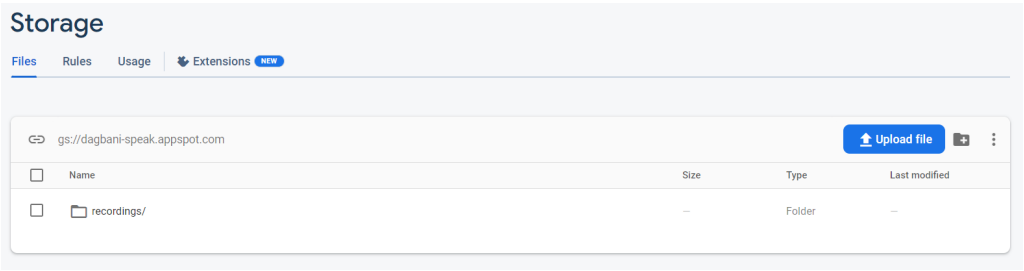 Storage
Files Rules Usage Extensions NEW
gs://dagbani-speak.appspot.com Upload file
Name Size Type Last modified
recordings/ — Folder —